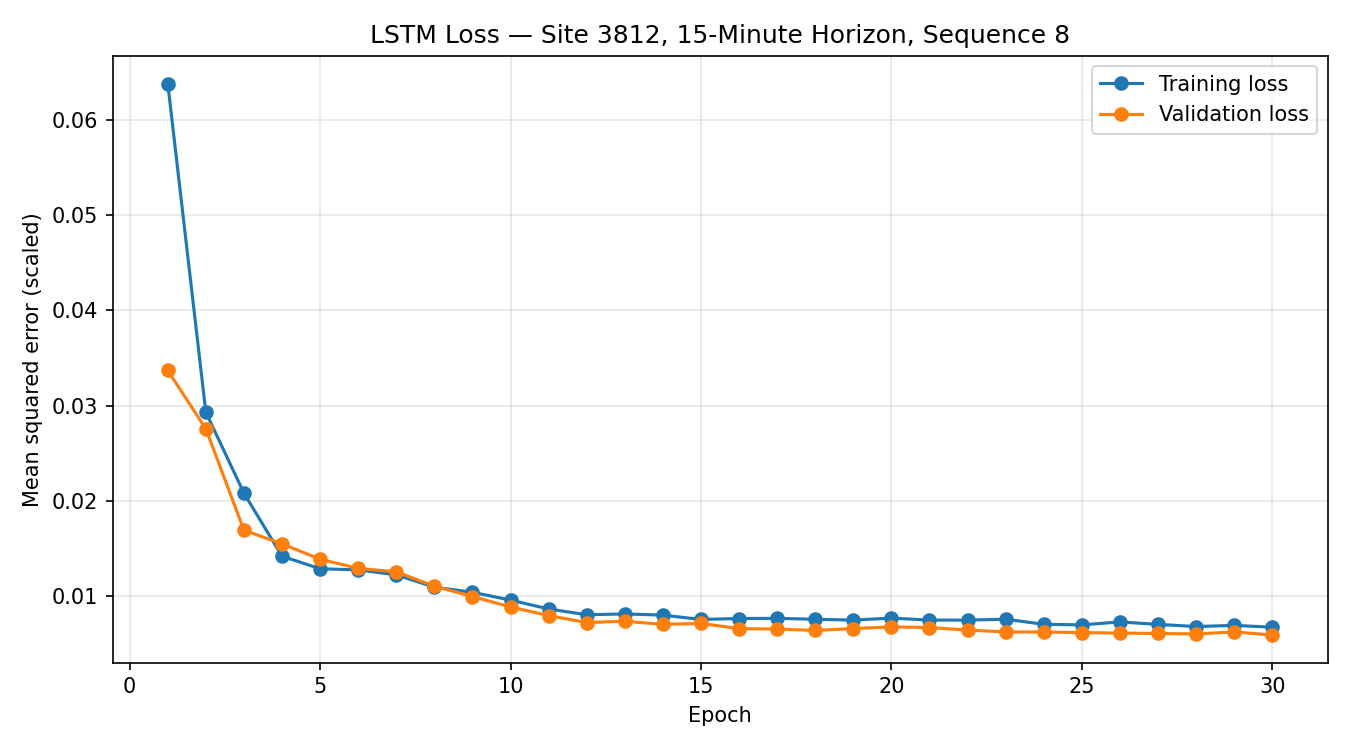 LSTM Loss — Site 3812, 15-Minute Horizon, Sequence 8
Training loss
Validation loss
Mean squared error (scaled)
0.06
0.05
0.04
0.03
0.02
0.01
0 5 10 15 20 25 30
Epoch